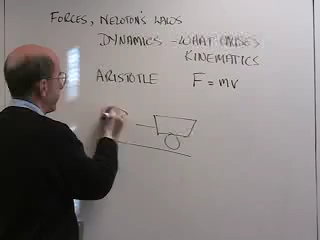 FORCES, NEWTON'S LAWS
DYNAMICS - WHAT CAUSES
KINEMATICS
ARISTOTLE F = mv